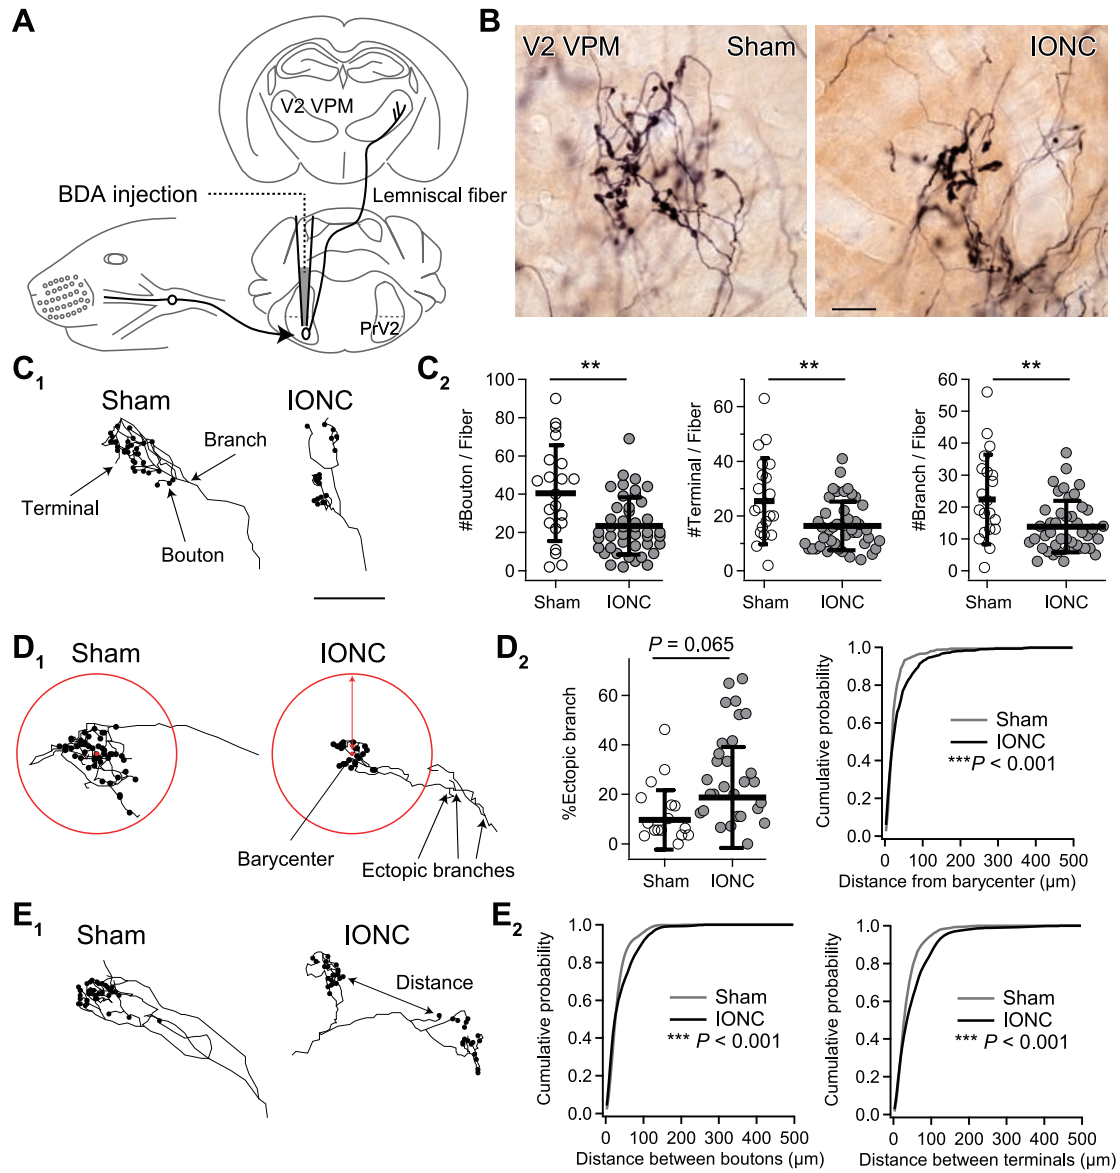 A
V2 VPM
BDA injection
Lemniscal fiber
PrV2
B
V2 VPM Sham
IONC
C1
Sham
IONC
Branch
Terminal
Bouton
C2
**
#Bouton / Fiber
100
80
60
40
20
0
Sham
IONC
**
#Terminal / Fiber
60
40
20
0
Sham
IONC
**
#Branch / Fiber
60
50
40
30
20
10
0
Sham
IONC
D1
Sham
IONC
Barycenter
Ectopic branches
D2
P = 0.065
%Ectopic branch
60
40
20
0
Sham
IONC
Cumulative probability
1.0
0.8
0.6
0.4
0.2
0.0
Sham
IONC
***P < 0.001
0 100 200 300 400 500
Distance from barycenter (μm)
E1
Sham
IONC
Distance
E2
Cumulative probability
1.0
0.8
0.6
0.4
0.2
0.0
Sham
IONC
*** P < 0.001
0 100 200 300 400 500
Distance between boutons (μm)
Cumulative probability
1.0
0.8
0.6
0.4
0.2
0.0
Sham
IONC
*** P < 0.001
0 100 200 300 400 500
Distance between terminals (μm)